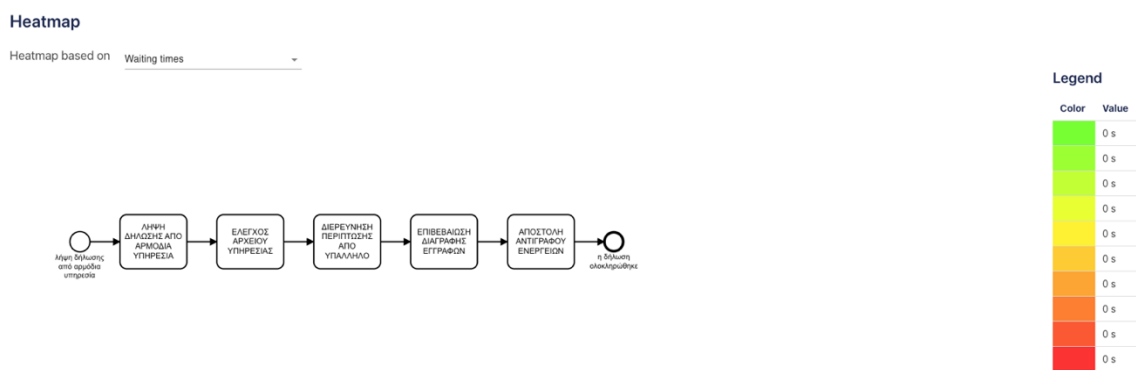 Heatmap
Heatmap based on Waiting times
Legend
Color Value
0 s
0 s
0 s
0 s
0 s
0 s
0 s
0 s
0 s
0 s
λήψη δήλωσης
από αρμόδια
υπηρεσία
ΛΗΨΗ
ΔΗΛΩΣΗΣ ΑΠΟ
ΑΡΜΟΔΙΑ
ΥΠΗΡΕΣΙΑ
ΕΛΕΓΧΟΣ
ΑΡΧΕΙΟΥ
ΥΠΗΡΕΣΙΑΣ
ΔΙΕΡΕΥΝΗΣΗ
ΠΕΡΙΠΤΩΣΗΣ
ΑΠΟ
ΥΠΑΛΛΗΛΟ
ΕΠΙΒΕΒΑΙΩΣΗ
ΔΙΑΓΡΑΦΗΣ
ΕΓΓΡΑΦΩΝ
ΑΠΟΣΤΟΛΗ
ΑΝΤΙΓΡΑΦΟΥ
ΕΝΕΡΓΕΙΩΝ
η δήλωση
ολοκληρώθηκε